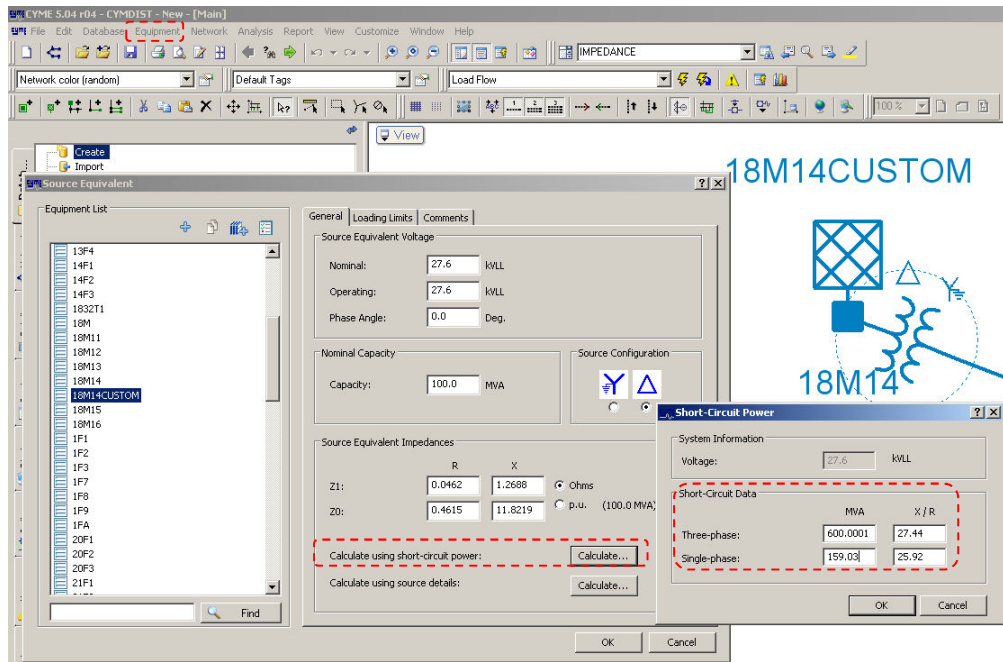 CYME 5.04 r04 - CYMDIST - New - [Main]
File Edit Database Equipment Network Analysis Report View Customize Window Help
IMPEDANCE
Network color (random) Default Tags Load Flow
100 %
Create
Import
View
18M14CUSTOM
18M14
Source Equivalent
Equipment List
13F4
14F1
14F2
14F3
1832T1
18M
18M11
18M12
18M13
18M14
18M14CUSTOM
18M15
18M16
1F1
1F2
1F3
1F7
1F8
1F9
1FA
20F1
20F2
20F3
21F1
Find
General Loading Limits Comments
Source Equivalent Voltage
Nominal: 27.6 kVLL
Operating: 27.6 kVLL
Phase Angle: 0.0 Deg.
Nominal Capacity
Capacity: 100.0 MVA
Source Configuration
Source Equivalent Impedances
R X
Z1: 0.0462 1.2688 Ohms
Z0: 0.4615 11.8219 p.u. (100.0 MVA)
Calculate using short-circuit power: Calculate...
Calculate using source details: Calculate...
OK Cancel
Short-Circuit Power
System Information
Voltage: 27.6 kVLL
Short-Circuit Data
MVA X / R
Three-phase: 600.0001 27.44
Single-phase: 159.03 25.92
OK Cancel